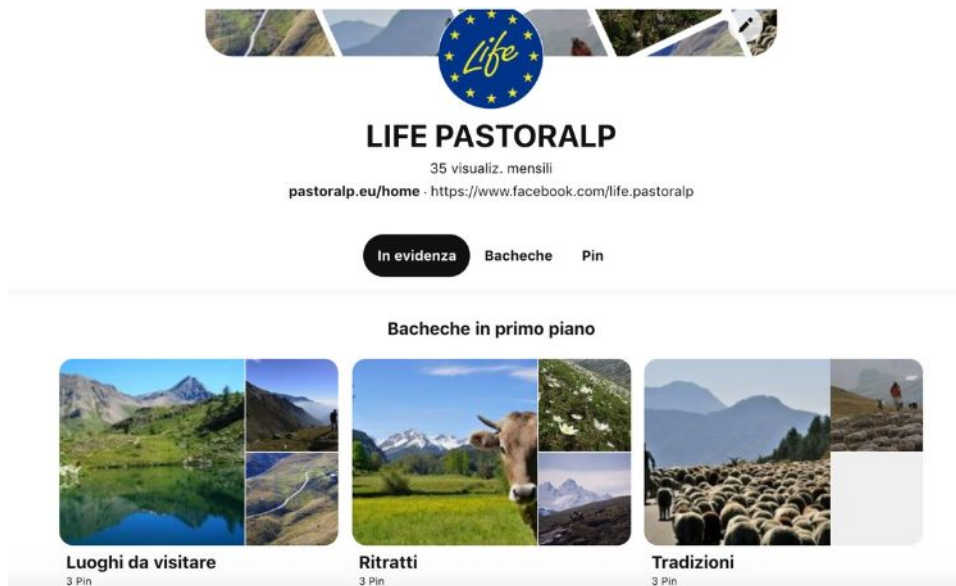 Life
LIFE PASTORALP
35 visualiz. mensili
pastoralp.eu/home · https://www.facebook.com/life.pastoralp
In evidenza Bacheche Pin
Bacheche in primo piano
Luoghi da visitare Ritratti Tradizioni
3 Pin 3 Pin 3 Pin